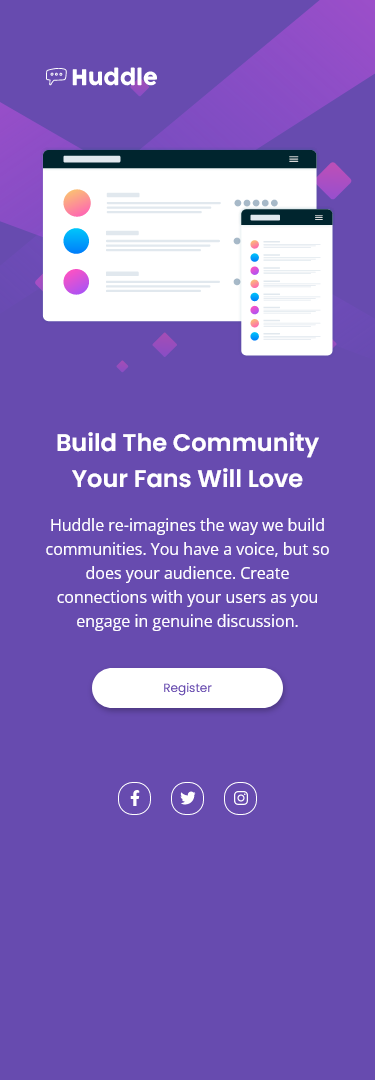 Huddle
Build The Community
Your Fans Will Love
Huddle re-imagines the way we build
communities. You have a voice, but so
does your audience. Create
connections with your users as you
engage in genuine discussion.
Register